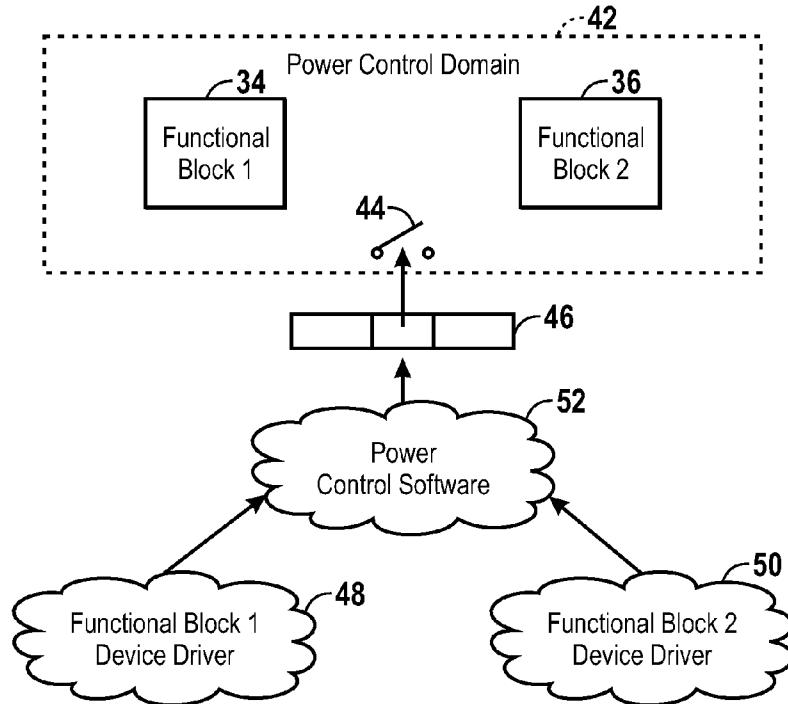 42
Power Control Domain
34
36
Functional
Block 1
Functional
Block 2
44
46
52
Power
Control Software
48
50
Functional Block 1
Device Driver
Functional Block 2
Device Driver